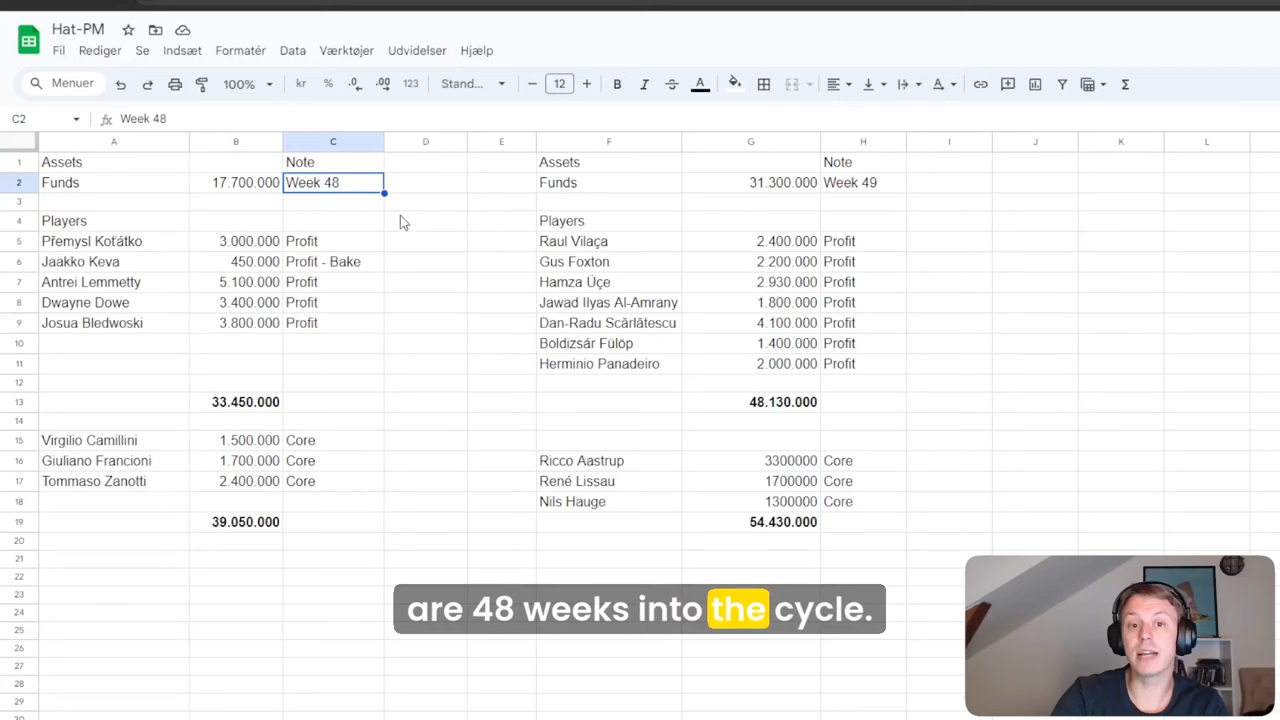 Hat-PM
Fil Rediger Se Indsæt Formatér Data Værktøjer Udvidelser Hjælp
Menuer 100% kr % .0 .00 123 Stand... 12 B I A A Σ
C2 fx Week 48
A B C D E F G H I J K L
1 Assets Note Assets Note
2 Funds 17.700.000 Week 48 Funds 31.300.000 Week 49
3
4 Players Players
5 Přemysl Koťátko 3.000.000 Profit Raul Vilaça 2.400.000 Profit
6 Jaakko Keva 450.000 Profit - Bake Gus Foxton 2.200.000 Profit
7 Antrei Lemmetty 5.100.000 Profit Hamza Üçe 2.930.000 Profit
8 Dwayne Dowe 3.400.000 Profit Jawad Ilyas Al-Amrany 1.800.000 Profit
9 Josua Bledwoski 3.800.000 Profit Dan-Radu Scărlătescu 4.100.000 Profit
10 Boldizsár Fülöp 1.400.000 Profit
11 Herminio Panadeiro 2.000.000 Profit
12
13 33.450.000 48.130.000
14
15 Virgilio Camillini 1.500.000 Core
16 Giuliano Francioni 1.700.000 Core Ricco Aastrup 3300000 Core
17 Tommaso Zanotti 2.400.000 Core René Lissau 1700000 Core
18 Nils Hauge 1300000 Core
19 39.050.000 54.430.000
20
21
22
23
24
25
26
27
28
29
are 48 weeks into the cycle.